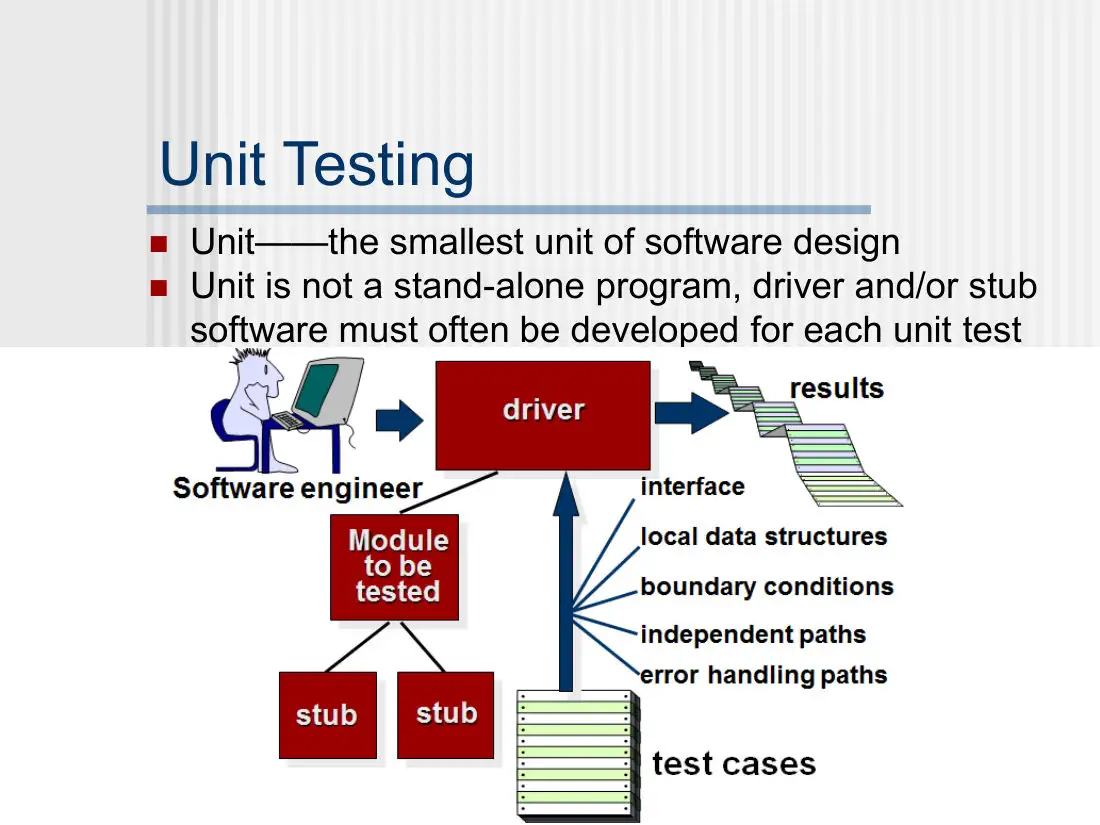 Unit Testing
Unit——the smallest unit of software design
Unit is not a stand-alone program, driver and/or stub
software must often be developed for each unit test
driver
results
Software engineer
interface
Module
to be
tested
local data structures
boundary conditions
independent paths
error handling paths
stub
stub
test cases